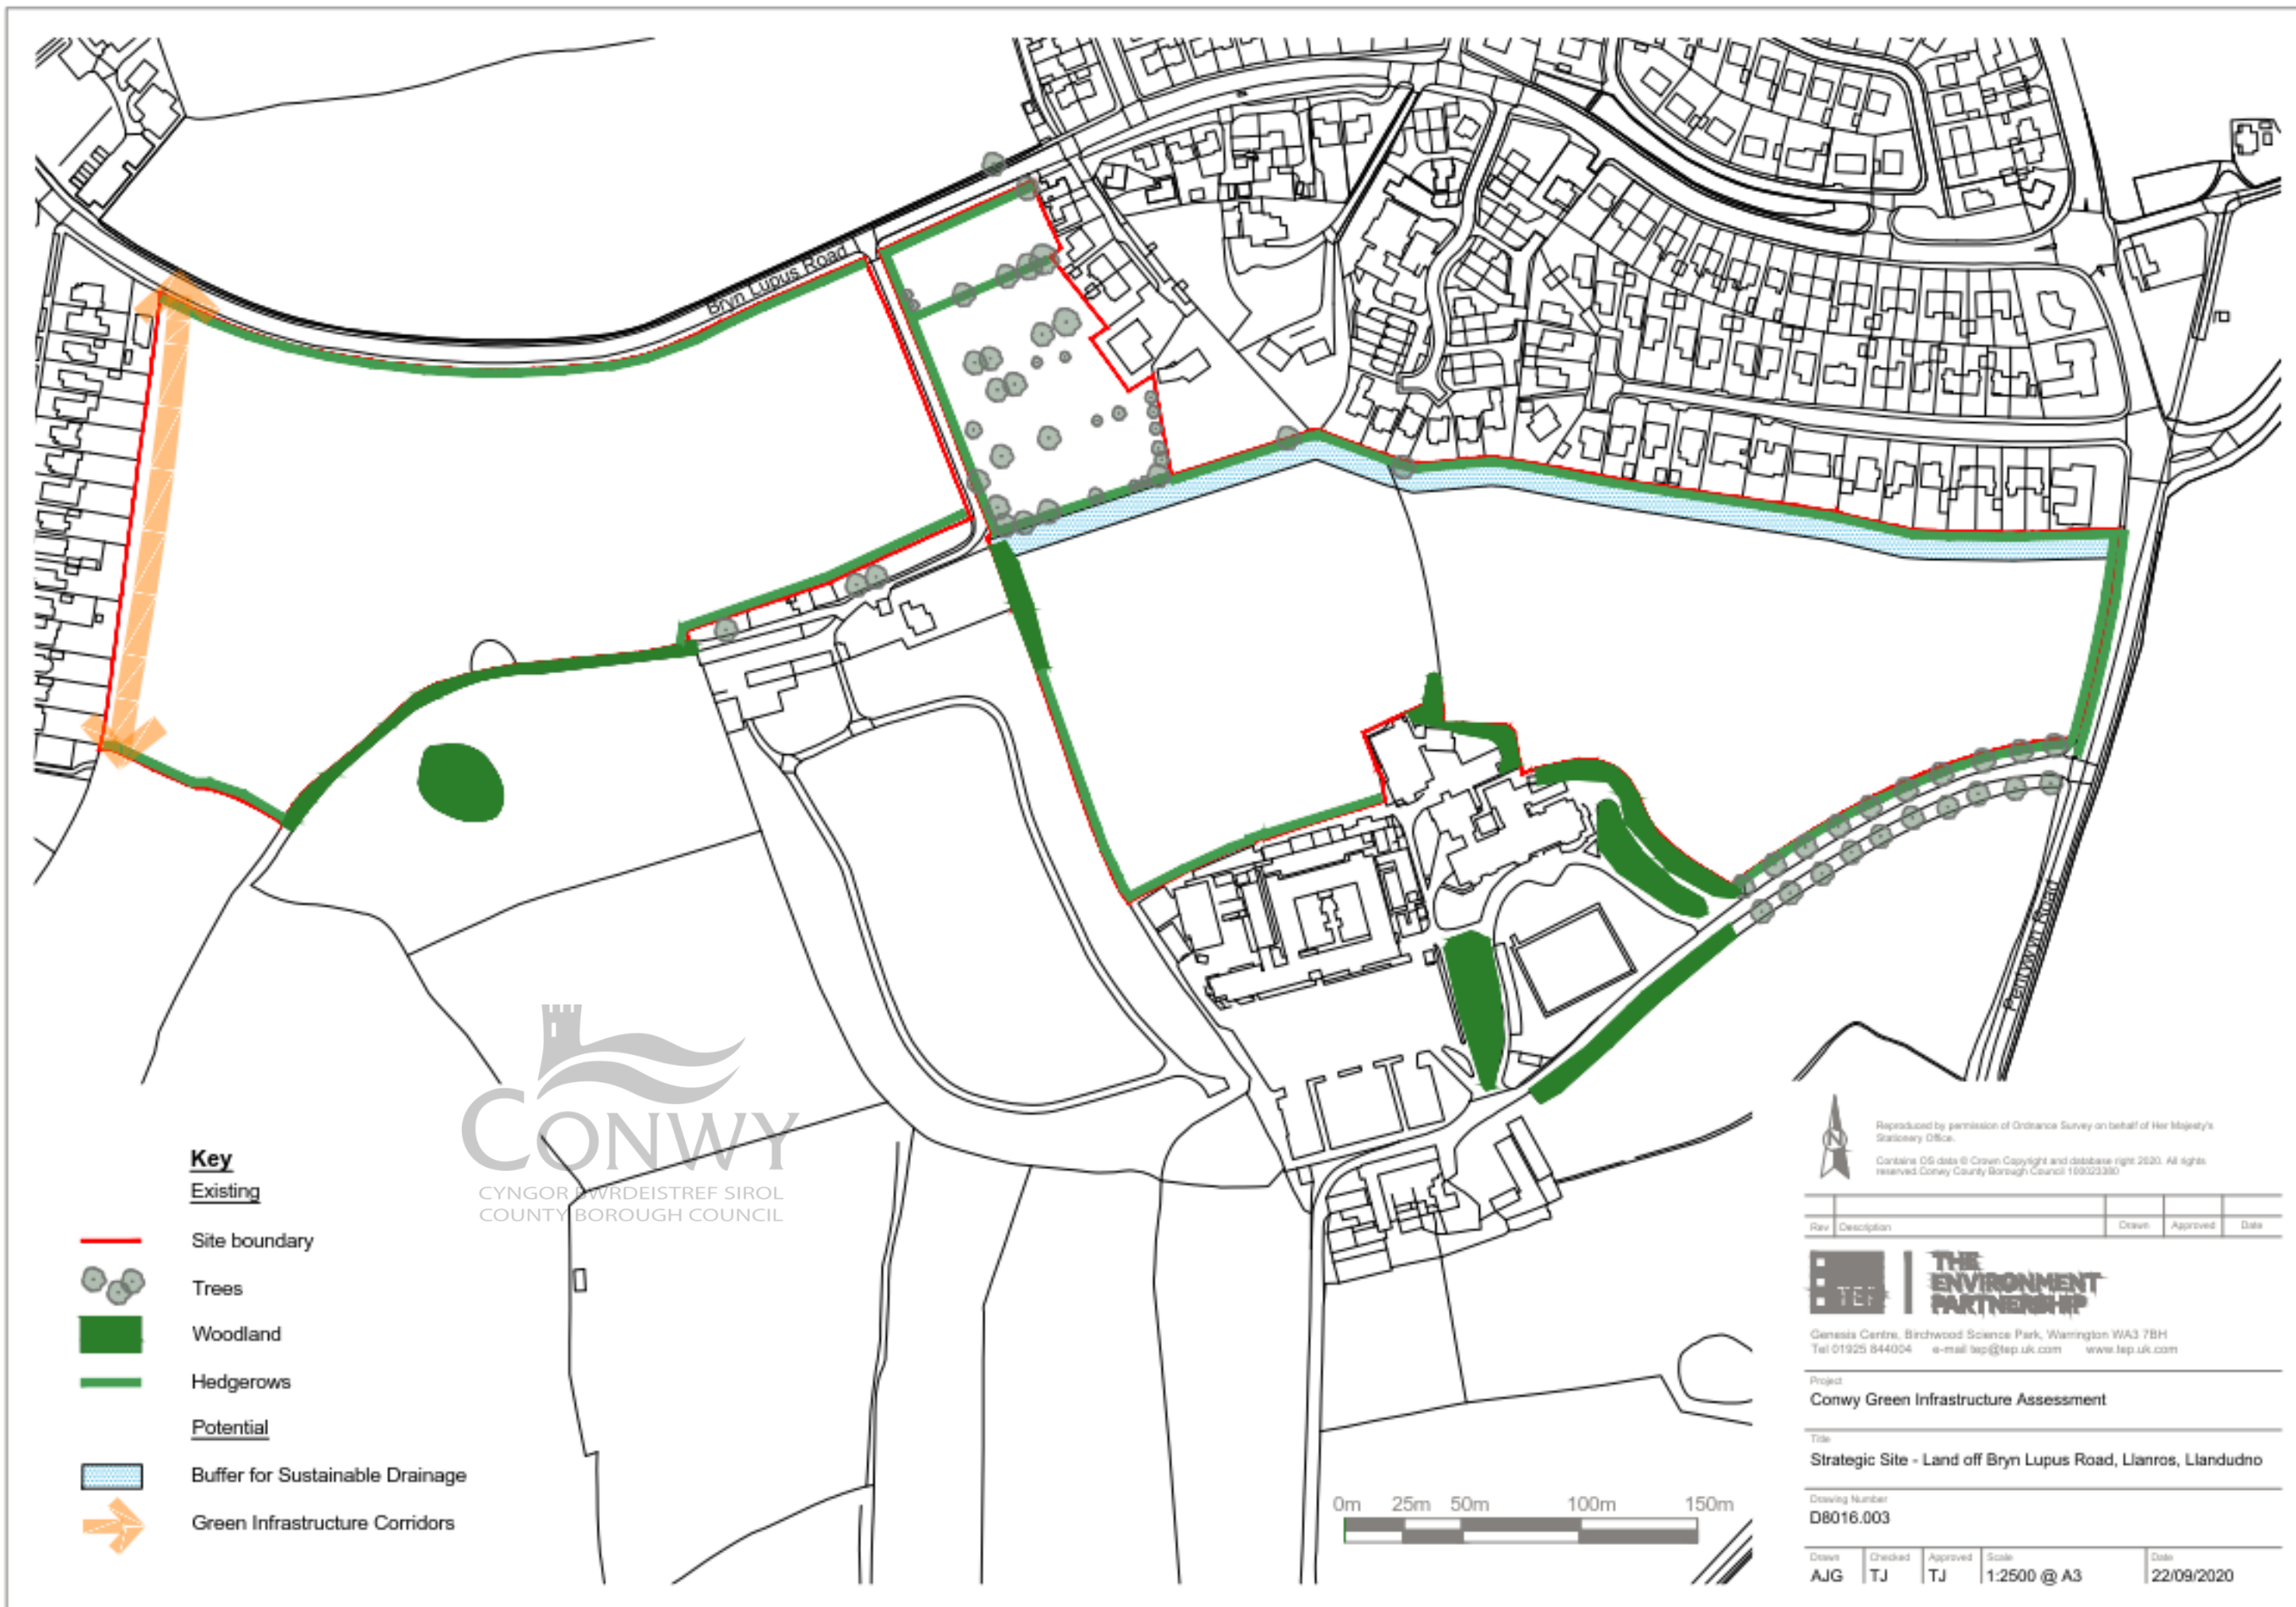 Bryn Lupus Road
Penrwyn Road
CONWY
CYNGOR BWRDEISTREF SIROL
COUNTY BOROUGH COUNCIL
Key
Existing
Site boundary
Trees
Woodland
Hedgerows
Potential
Buffer for Sustainable Drainage
Green Infrastructure Corridors
0m 25m 50m 100m 150m
N
Reproduced by permission of Ordnance Survey on behalf of Her Majesty's
Stationery Office.
Contains OS data © Crown Copyright and database right 2020. All rights
reserved.Conwy County Borough Council 100023380
Rev Description Drawn Approved Date
THE
ENVIRONMENT
PARTNERSHIP
Genesis Centre, Birchwood Science Park, Warrington WA3 7BH
Tel 01925 844004 e-mail tep@tep.uk.com www.tep.uk.com
Project
Conwy Green Infrastructure Assessment
Title
Strategic Site - Land off Bryn Lupus Road, Llanros, Llandudno
Drawing Number
D8016.003
Drawn Checked Approved Scale Date
AJG TJ TJ 1:2500 @ A3 22/09/2020